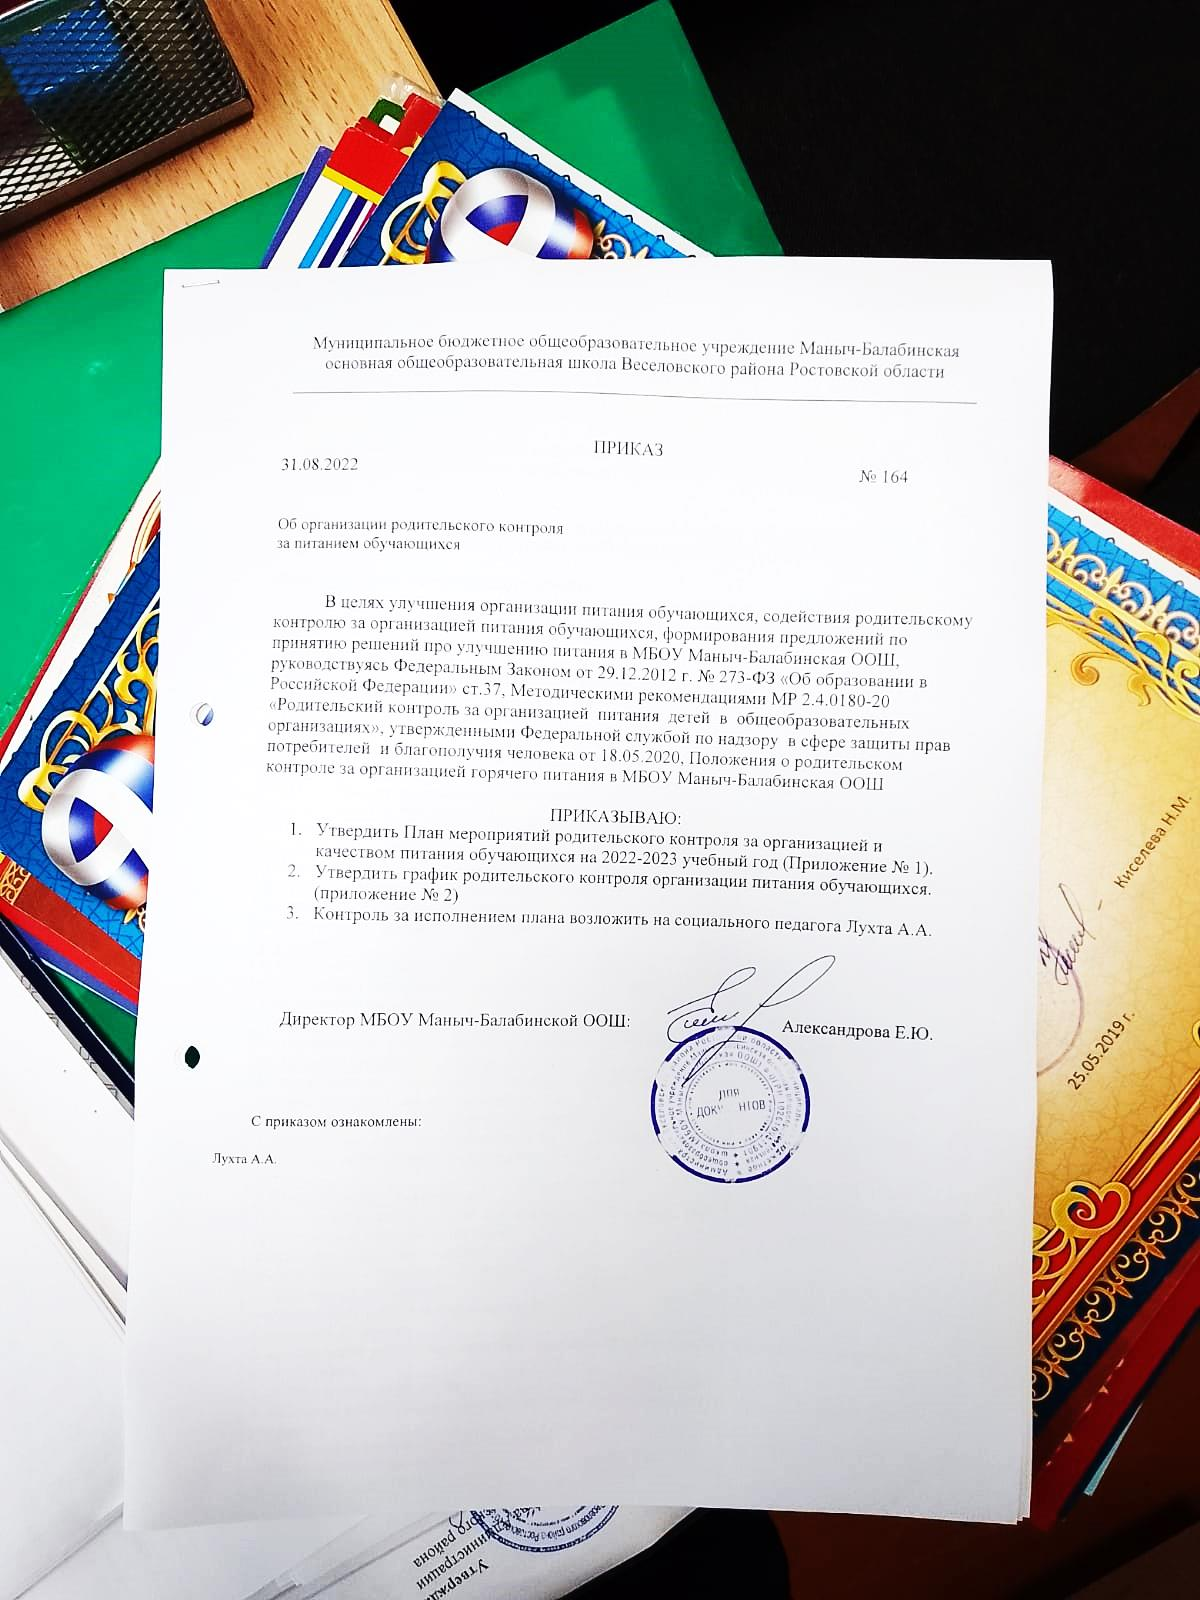 Муниципальное бюджетное общеобразовательное учреждение Маныч-Балабинская
основная общеобразовательная школа Веселовского района Ростовской области
ПРИКАЗ
31.08.2022
№ 164
Об организации родительского контроля
за питанием обучающихся
В целях улучшения организации питания обучающихся, содействия родительскому
контролю за организацией питания обучающихся, формирования предложений по
принятию решений про улучшению питания в МБОУ Маныч-Балабинская ООШ,
руководствуясь Федеральным Законом от 29.12.2012 г. № 273-ФЗ «Об образовании в
Российской Федерации» ст.37, Методическими рекомендациями МР 2.4.0180-20
«Родительский контроль за организацией питания детей в общеобразовательных
организациях», утвержденными Федеральной службой по надзору в сфере защиты прав
потребителей и благополучия человека от 18.05.2020, Положения о родительском
контроле за организацией горячего питания в МБОУ Маныч-Балабинская ООШ
ПРИКАЗЫВАЮ:
1. Утвердить План мероприятий родительского контроля за организацией и
качеством питания обучающихся на 2022-2023 учебный год (Приложение № 1).
2. Утвердить график родительского контроля организации питания обучающихся.
(приложение № 2)
3. Контроль за исполнением плана возложить на социального педагога Лухта А.А.
Директор МБОУ Маныч-Балабинской ООШ:
Александрова Е.Ю.
ДЛЯ
С приказом ознакомлены:
Лухта А.А.
Киселева Н.М.
25.05.2019 г.
района